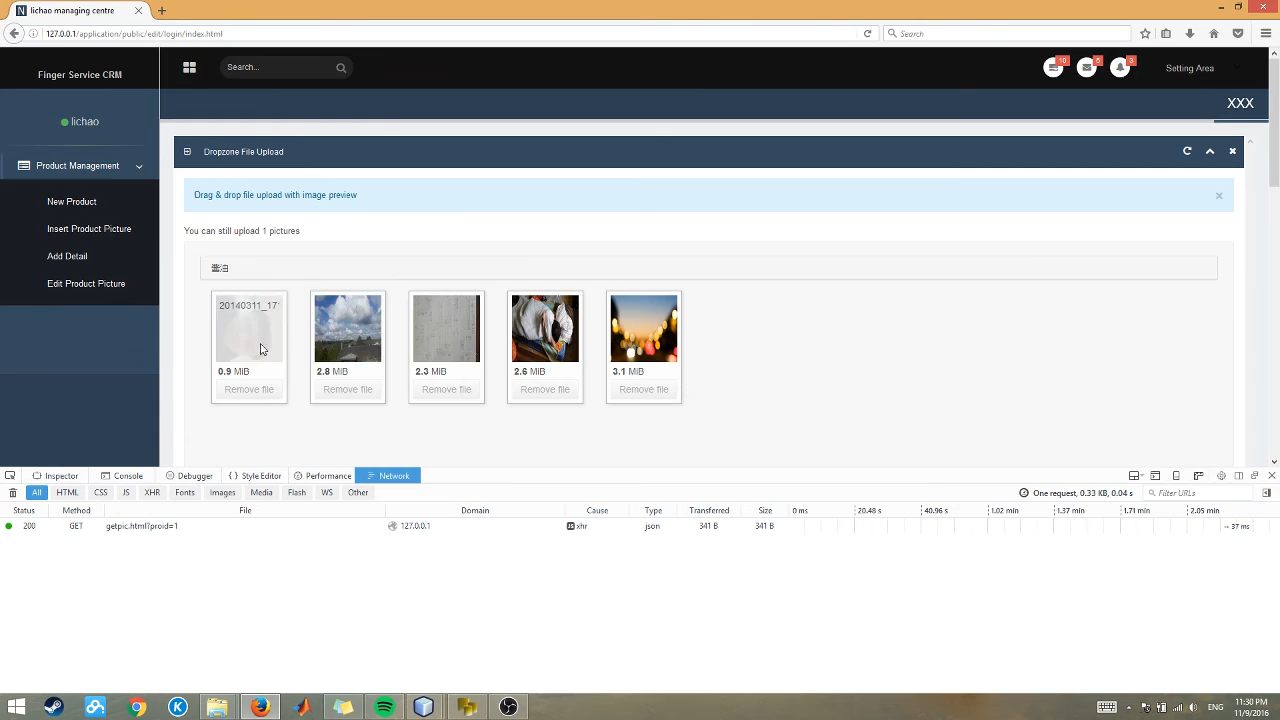 lichao managing centre
127.0.0.1/application/public/edit/login/index.html
Search
Finger Service CRM
Search...
10
6
3
Setting Area
XXX
lichao
Product Management
New Product
Insert Product Picture
Add Detail
Edit Product Picture
Dropzone File Upload
Drag & drop file upload with image preview
You can still upload 1 pictures
酱油
20140311_17
0.9 MiB
2.8 MiB
2.3 MiB
2.6 MiB
3.1 MiB
Remove file
Remove file
Remove file
Remove file
Remove file
Inspector
Console
Debugger
{ } Style Editor
Performance
Network
All
HTML
CSS
JS
XHR
Fonts
Images
Media
Flash
WS
Other
One request, 0.33 KB, 0.04 s
Filter URLs
Status
Method
File
Domain
Cause
Type
Transferred
Size
0 ms
20.48 s
40.96 s
1.02 min
1.37 min
1.71 min
2.05 min
200
GET
getpic.html?proid=1
127.0.0.1
JS xhr
json
341 B
341 B
→ 37 ms
ENG
11:30 PM
11/9/2016